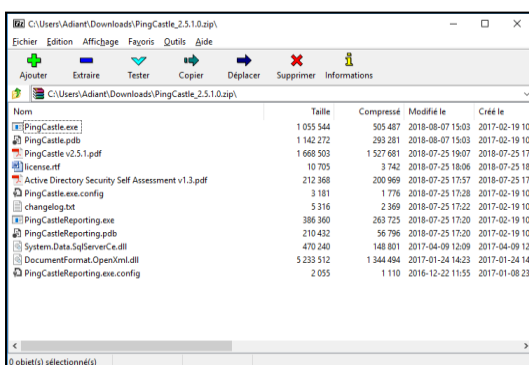 C:\Users\Adiant\Downloads\PingCastle_2.5.1.0.zip\
Fichier Edition Affichage Favoris Outils Aide
Ajouter Extraire Tester Copier Déplacer Supprimer Informations
C:\Users\Adiant\Downloads\PingCastle_2.5.1.0.zip\
Nom Taille Compressé Modifié le Créé le
PingCastle.exe 1 055 544 505 487 2018-08-07 15:03 2017-02-19 10
PingCastle.pdb 1 142 272 293 281 2018-08-07 15:03 2017-02-19 10
PingCastle v2.5.1.pdf 1 668 503 1 527 681 2018-07-25 19:07 2018-07-25 17
license.rtf 10 705 3 742 2018-07-25 18:06 2018-07-25 18
Active Directory Security Self Assessment v1.3.pdf 212 368 200 969 2018-07-25 17:57 2018-07-25 17
PingCastle.exe.config 3 181 1 776 2018-07-25 17:28 2017-02-19 10
changelog.txt 5 316 2 369 2018-07-25 17:22 2017-02-19 10
PingCastleReporting.exe 386 360 263 725 2018-07-25 17:20 2017-02-19 10
PingCastleReporting.pdb 210 432 56 796 2018-07-25 17:20 2017-02-19 10
System.Data.SqlServerCe.dll 470 240 148 801 2017-04-09 12:09 2017-04-09 12
DocumentFormat.OpenXml.dll 5 233 512 1 344 494 2017-01-24 14:23 2017-01-24 14
PingCastleReporting.exe.config 2 055 1 110 2016-12-22 11:55 2017-01-08 23
0 objet(s) sélectionné(s)